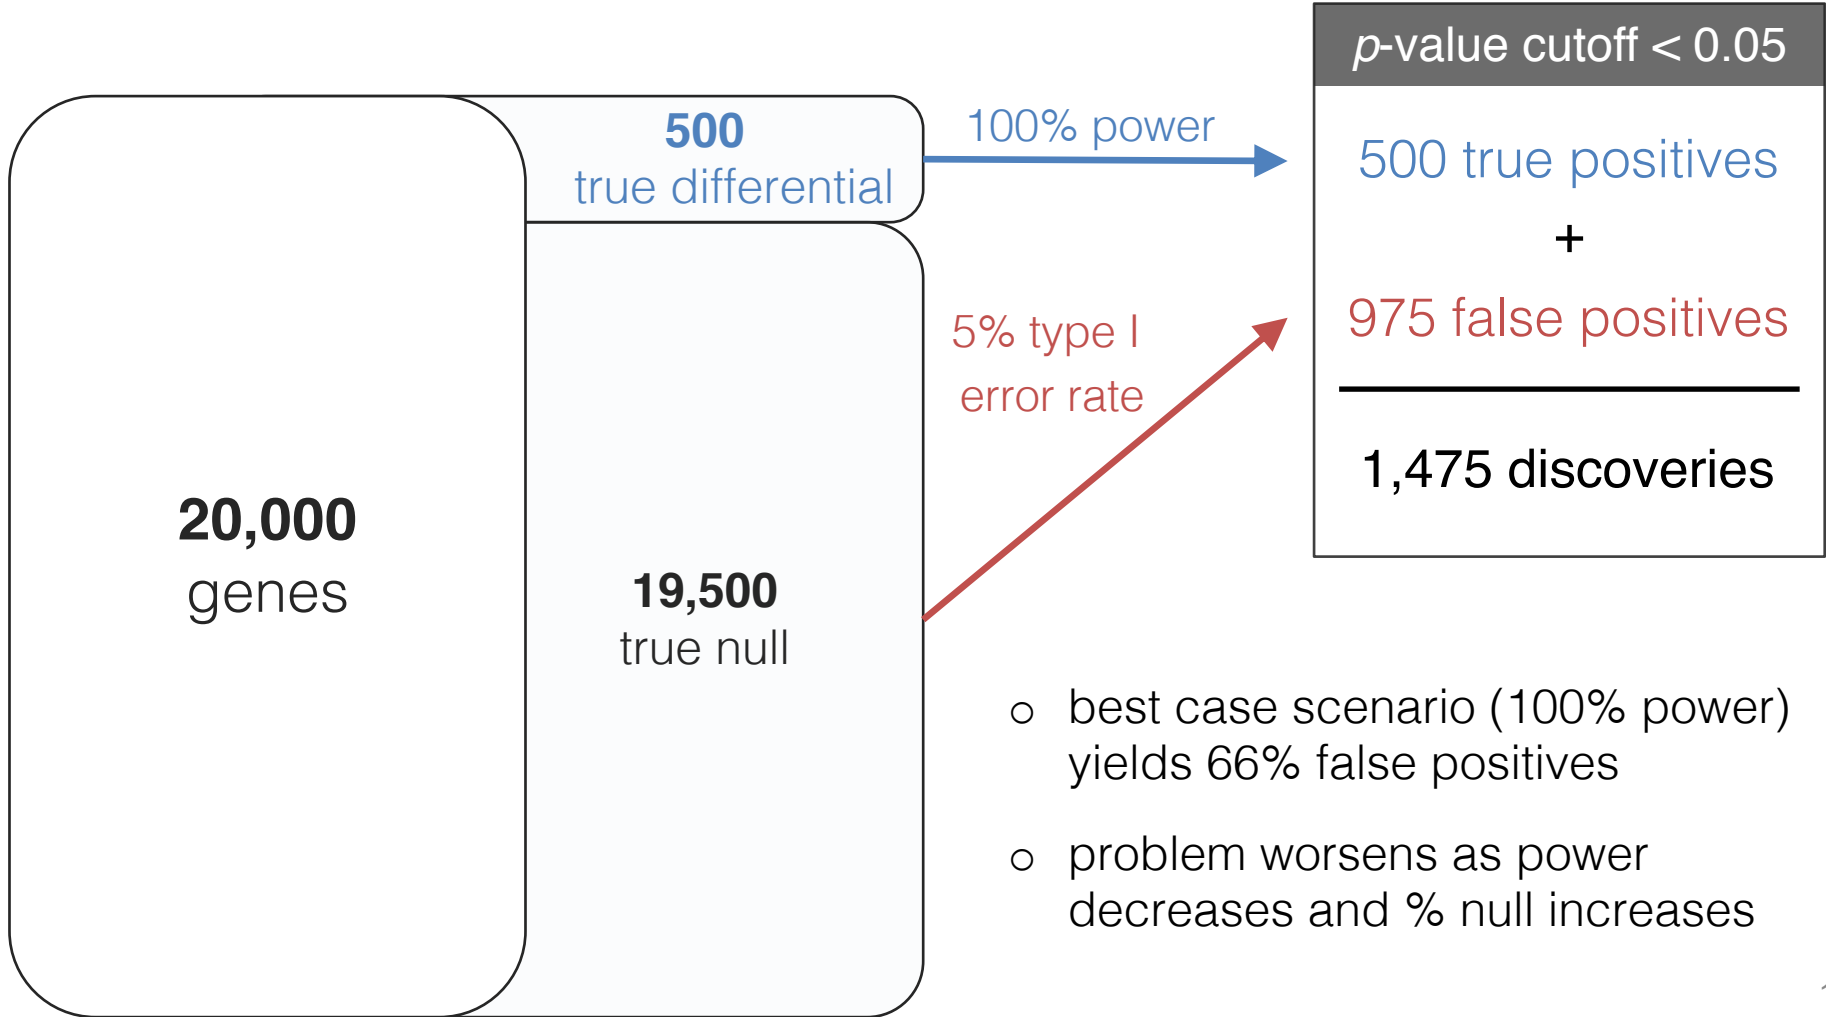 20,000
genes
500
true differential
19,500
true null
100% power
5% type I
error rate
p-value cutoff < 0.05
500 true positives
+
975 false positives
1,475 discoveries
○ best case scenario (100% power)
yields 66% false positives
○ problem worsens as power
decreases and % null increases